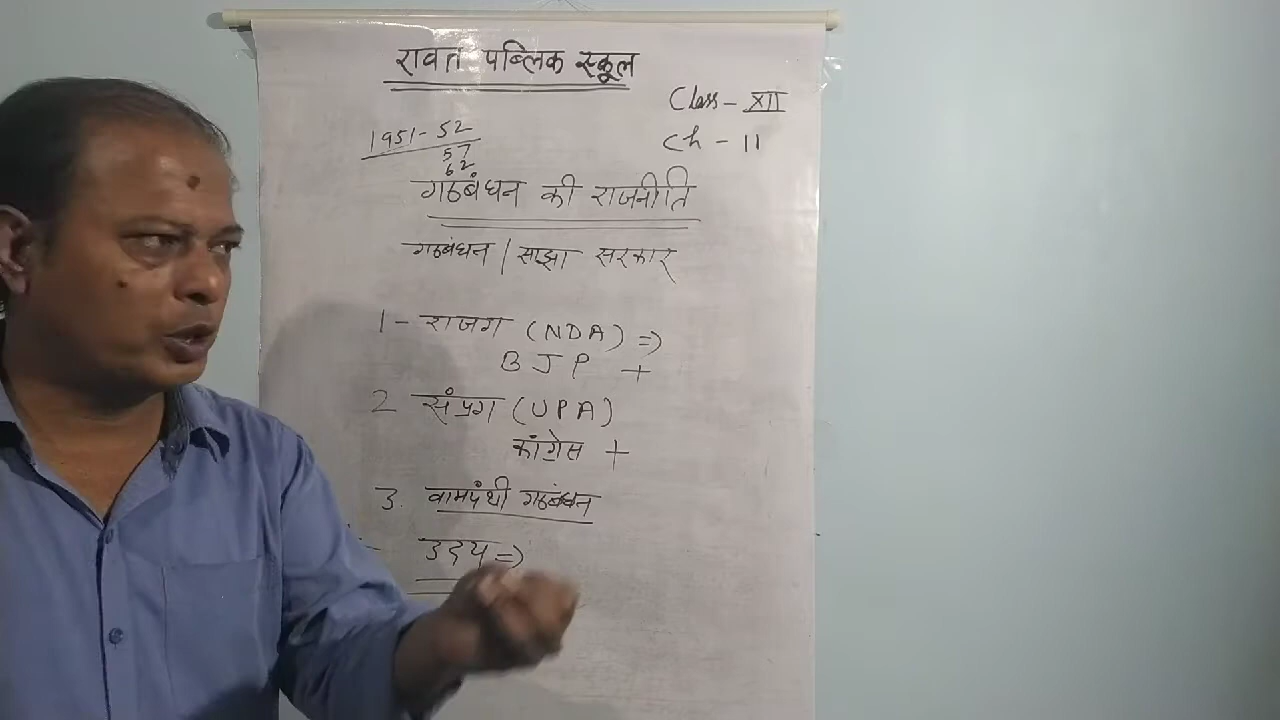 रावत पब्लिक स्कूल
Class - XII
1951-52
57
62
ch - 11
गठबंधन की राजनीति
गठबंधन | साझा सरकार
1- राजग (NDA) =>
BJP +
2 संप्रग (UPA)
कांग्रेस +
3. वामपंथी गठबंधन
उदय =>